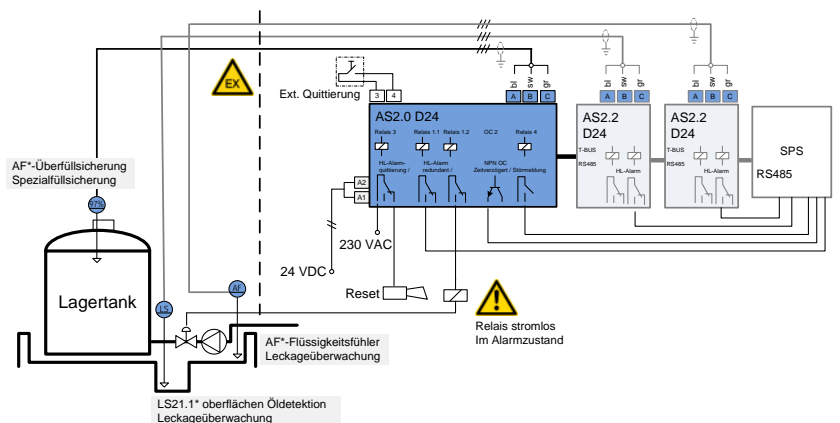 EX
Ext. Quittierung
3 4
bl sw gr
A B C
bl sw gr
A B C
bl sw gr
A B C
AS2.0 D24
Relais 3 Relais 1.1 Relais 1.2 OC 2 Relais 4
HL-Alarm-
quittierung /
HL-Alarm
redundant /
NPN OC
Zeitverzögert / Störmeldung
A2
A1
AS2.2
D24
T-BUS
RS485
HL-Alarm
AS2.2
D24
T-BUS
RS485
HL-Alarm
SPS
RS485
AF*-Überfüllsicherung
Spezialfüllsicherung
97%
Lagertank
LS
AF
230 VAC
24 VDC
Reset
Relais stromlos
Im Alarmzustand
AF*-Flüssigkeitsfühler
Leckageüberwachung
LS21.1* oberflächen Öldetektion
Leckageüberwachung